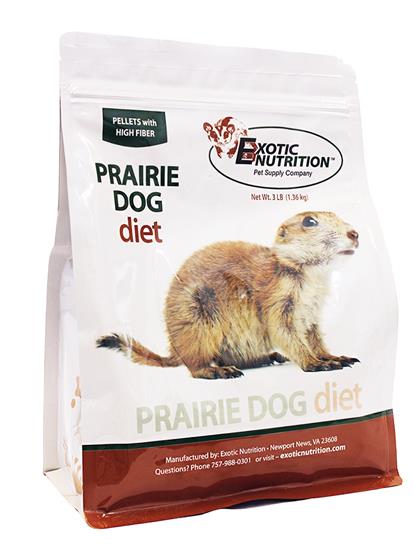 PELLETS with
HIGH FIBER
PRAIRIE
DOG
diet
EXOTIC
NUTRITION™
Pet Supply Company
Net Wt. 3 LB (1.36 kg)
PRAIRIE DOG diet
Manufactured by: Exotic Nutrition - Newport News, VA 23608
Questions? Phone 757-988-0301 or visit – exoticnutrition.com